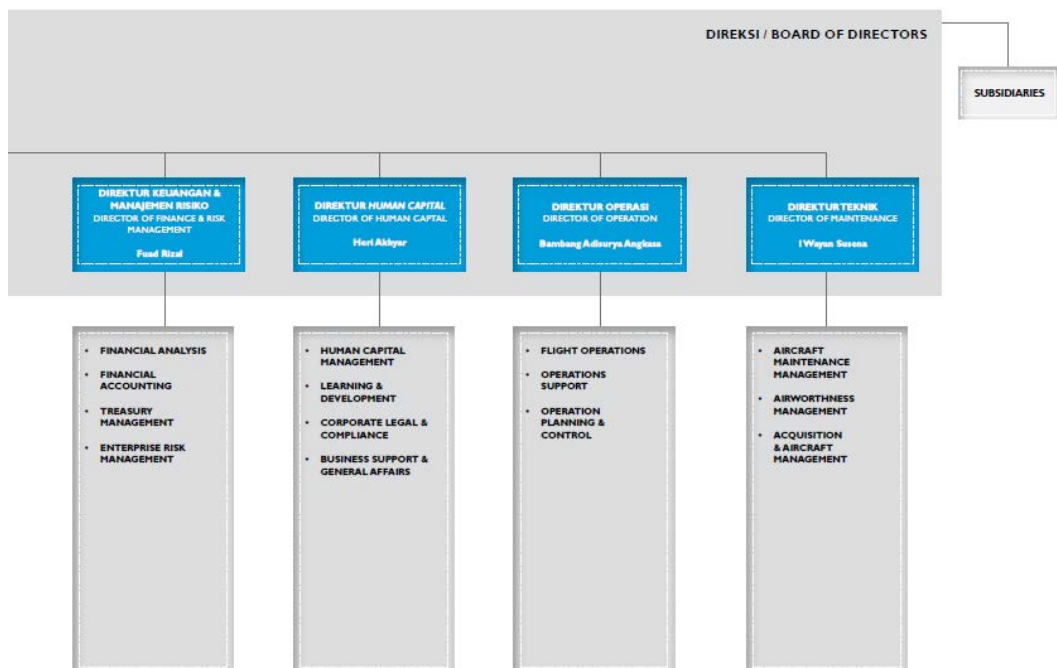 DIREKSI / BOARD OF DIRECTORS
SUBSIDIARIES
DIREKTUR KEUANGAN &
MANAJEMEN RISIKO
DIRECTOR OF FINANCE & RISK
MANAGEMENT
Fuad Rizal
DIREKTUR HUMAN CAPITAL
DIRECTOR OF HUMAN CAPTAL
Heri Akhyar
DIREKTUR OPERASI
DIRECTOR OF OPERATION
Bambang Adisurya Angkasa
DIREKTUR TEKNIK
DIRECTOR OF MAINTENANCE
I Wayan Susena
• FINANCIAL ANALYSIS
• FINANCIAL
ACCOUNTING
• TREASURY
MANAGEMENT
• ENTERPRISE RISK
MANAGEMENT
• HUMAN CAPITAL
MANAGEMENT
• LEARNING &
DEVELOPMENT
• CORPORATE LEGAL &
COMPLIANCE
• BUSINESS SUPPORT &
GENERAL AFFAIRS
• FLIGHT OPERATIONS
• OPERATIONS
SUPPORT
• OPERATION
PLANNING &
CONTROL
• AIRCRAFT
MAINTENANCE
MANAGEMENT
• AIRWORTHNESS
MANAGEMENT
• ACQUISITION
& AIRCRAFT
MANAGEMENT